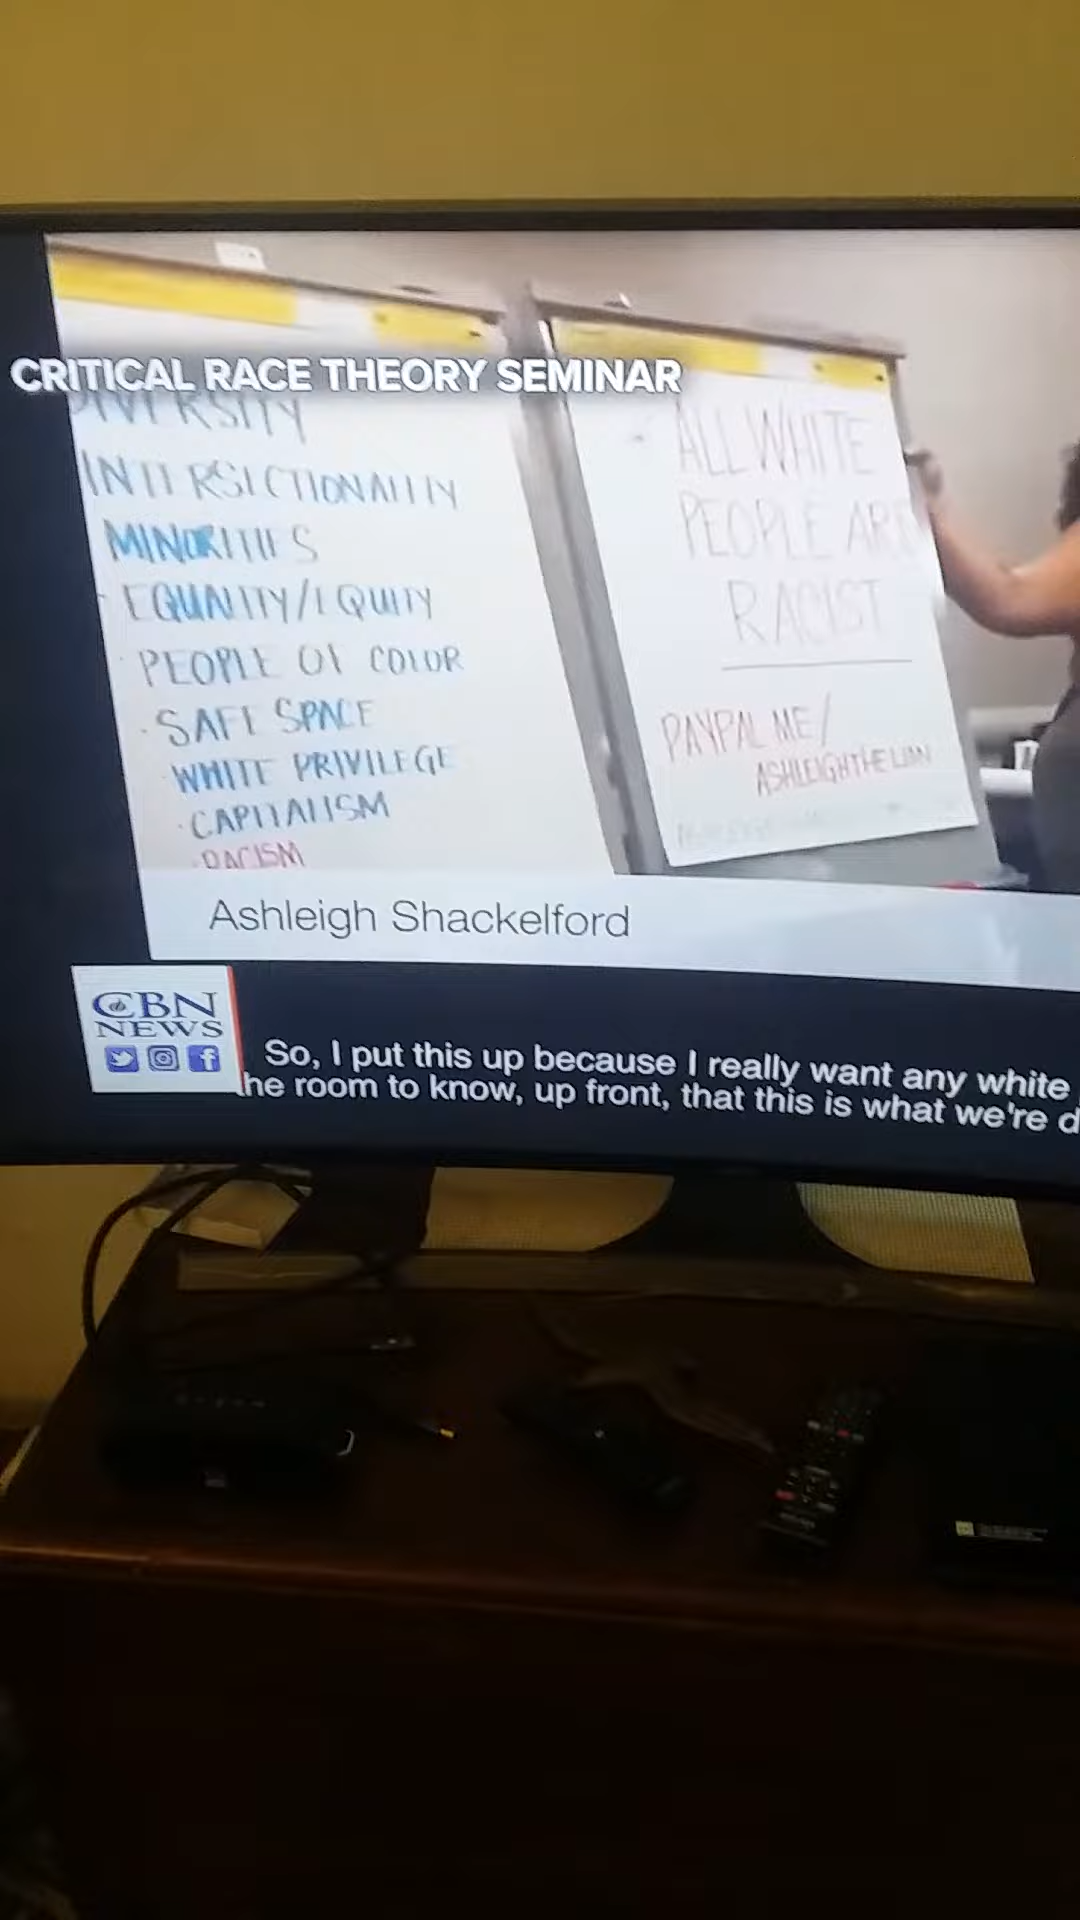 CRITICAL RACE THEORY SEMINAR
DIVERSITY
INTERSICTIONALITY
MINORITIES
EQUALITY/EQUITY
PEOPLE OF COLOR
SAFE SPACE
WHITE PRIVILEGE
CAPITALISM
RACISM
ALL WHITE
PEOPLE ARE
RACIST
PAYPAL.ME/
ASHLEIGHTHELION
Ashleigh Shackelford
CBN
NEWS
So, I put this up because I really want any white
he room to know, up front, that this is what we're d